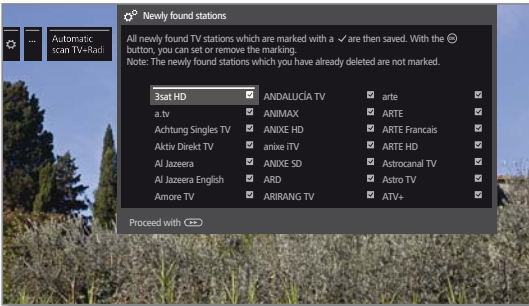 Newly found stations
...
Automatic
scan TV+Radi
All newly found TV stations which are marked with a ✓ are then saved. With the OK
button, you can set or remove the marking.
Note: The newly found stations which you have already deleted are not marked.
3sat HD ANDALUCÍA TV arte
a.tv ANIMAX ARTE
Achtung Singles TV ANIXE HD ARTE Francais
Aktiv Direkt TV anixe iTV ARTE HD
Al Jazeera ANIXE SD Astrocanal TV
Al Jazeera English ARD Astro TV
Amore TV ARIRANG TV ATV+
Proceed with